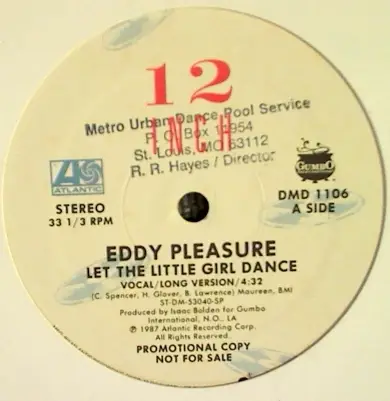 12
INCH
Metro Urban Dance Pool Service
P. O. Box 11954
St. Louis, MO 63112
R. R. Hayes / Director
ATLANTIC
GUMBO
STEREO
33 1/3 RPM
DMD 1106
A SIDE
EDDY PLEASURE
LET THE LITTLE GIRL DANCE
VOCAL/LONG VERSION/4:32
(C. Spencer, H. Glover, B. Lawrence) Maureen, BMI
ST-DM-53040-SP
Produced by Isaac Bolden for Gumbo
International, N.O., LA
℗ 1987 Atlantic Recording Corp.
All Rights Reserved.
PROMOTIONAL COPY
NOT FOR SALE